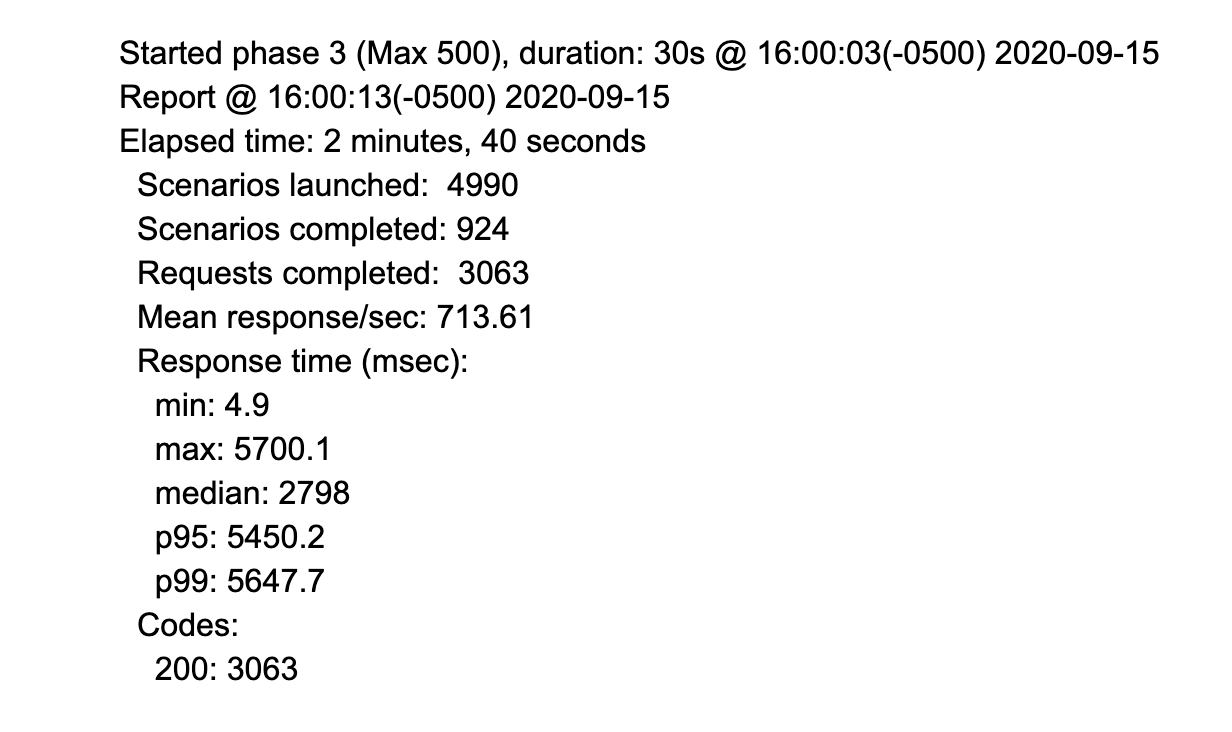 Started phase 3 (Max 500), duration: 30s @ 16:00:03(-0500) 2020-09-15
Report @ 16:00:13(-0500) 2020-09-15
Elapsed time: 2 minutes, 40 seconds
Scenarios launched:  4990
Scenarios completed: 924
Requests completed:  3063
Mean response/sec: 713.61
Response time (msec):
min: 4.9
max: 5700.1
median: 2798
p95: 5450.2
p99: 5647.7
Codes:
200: 3063